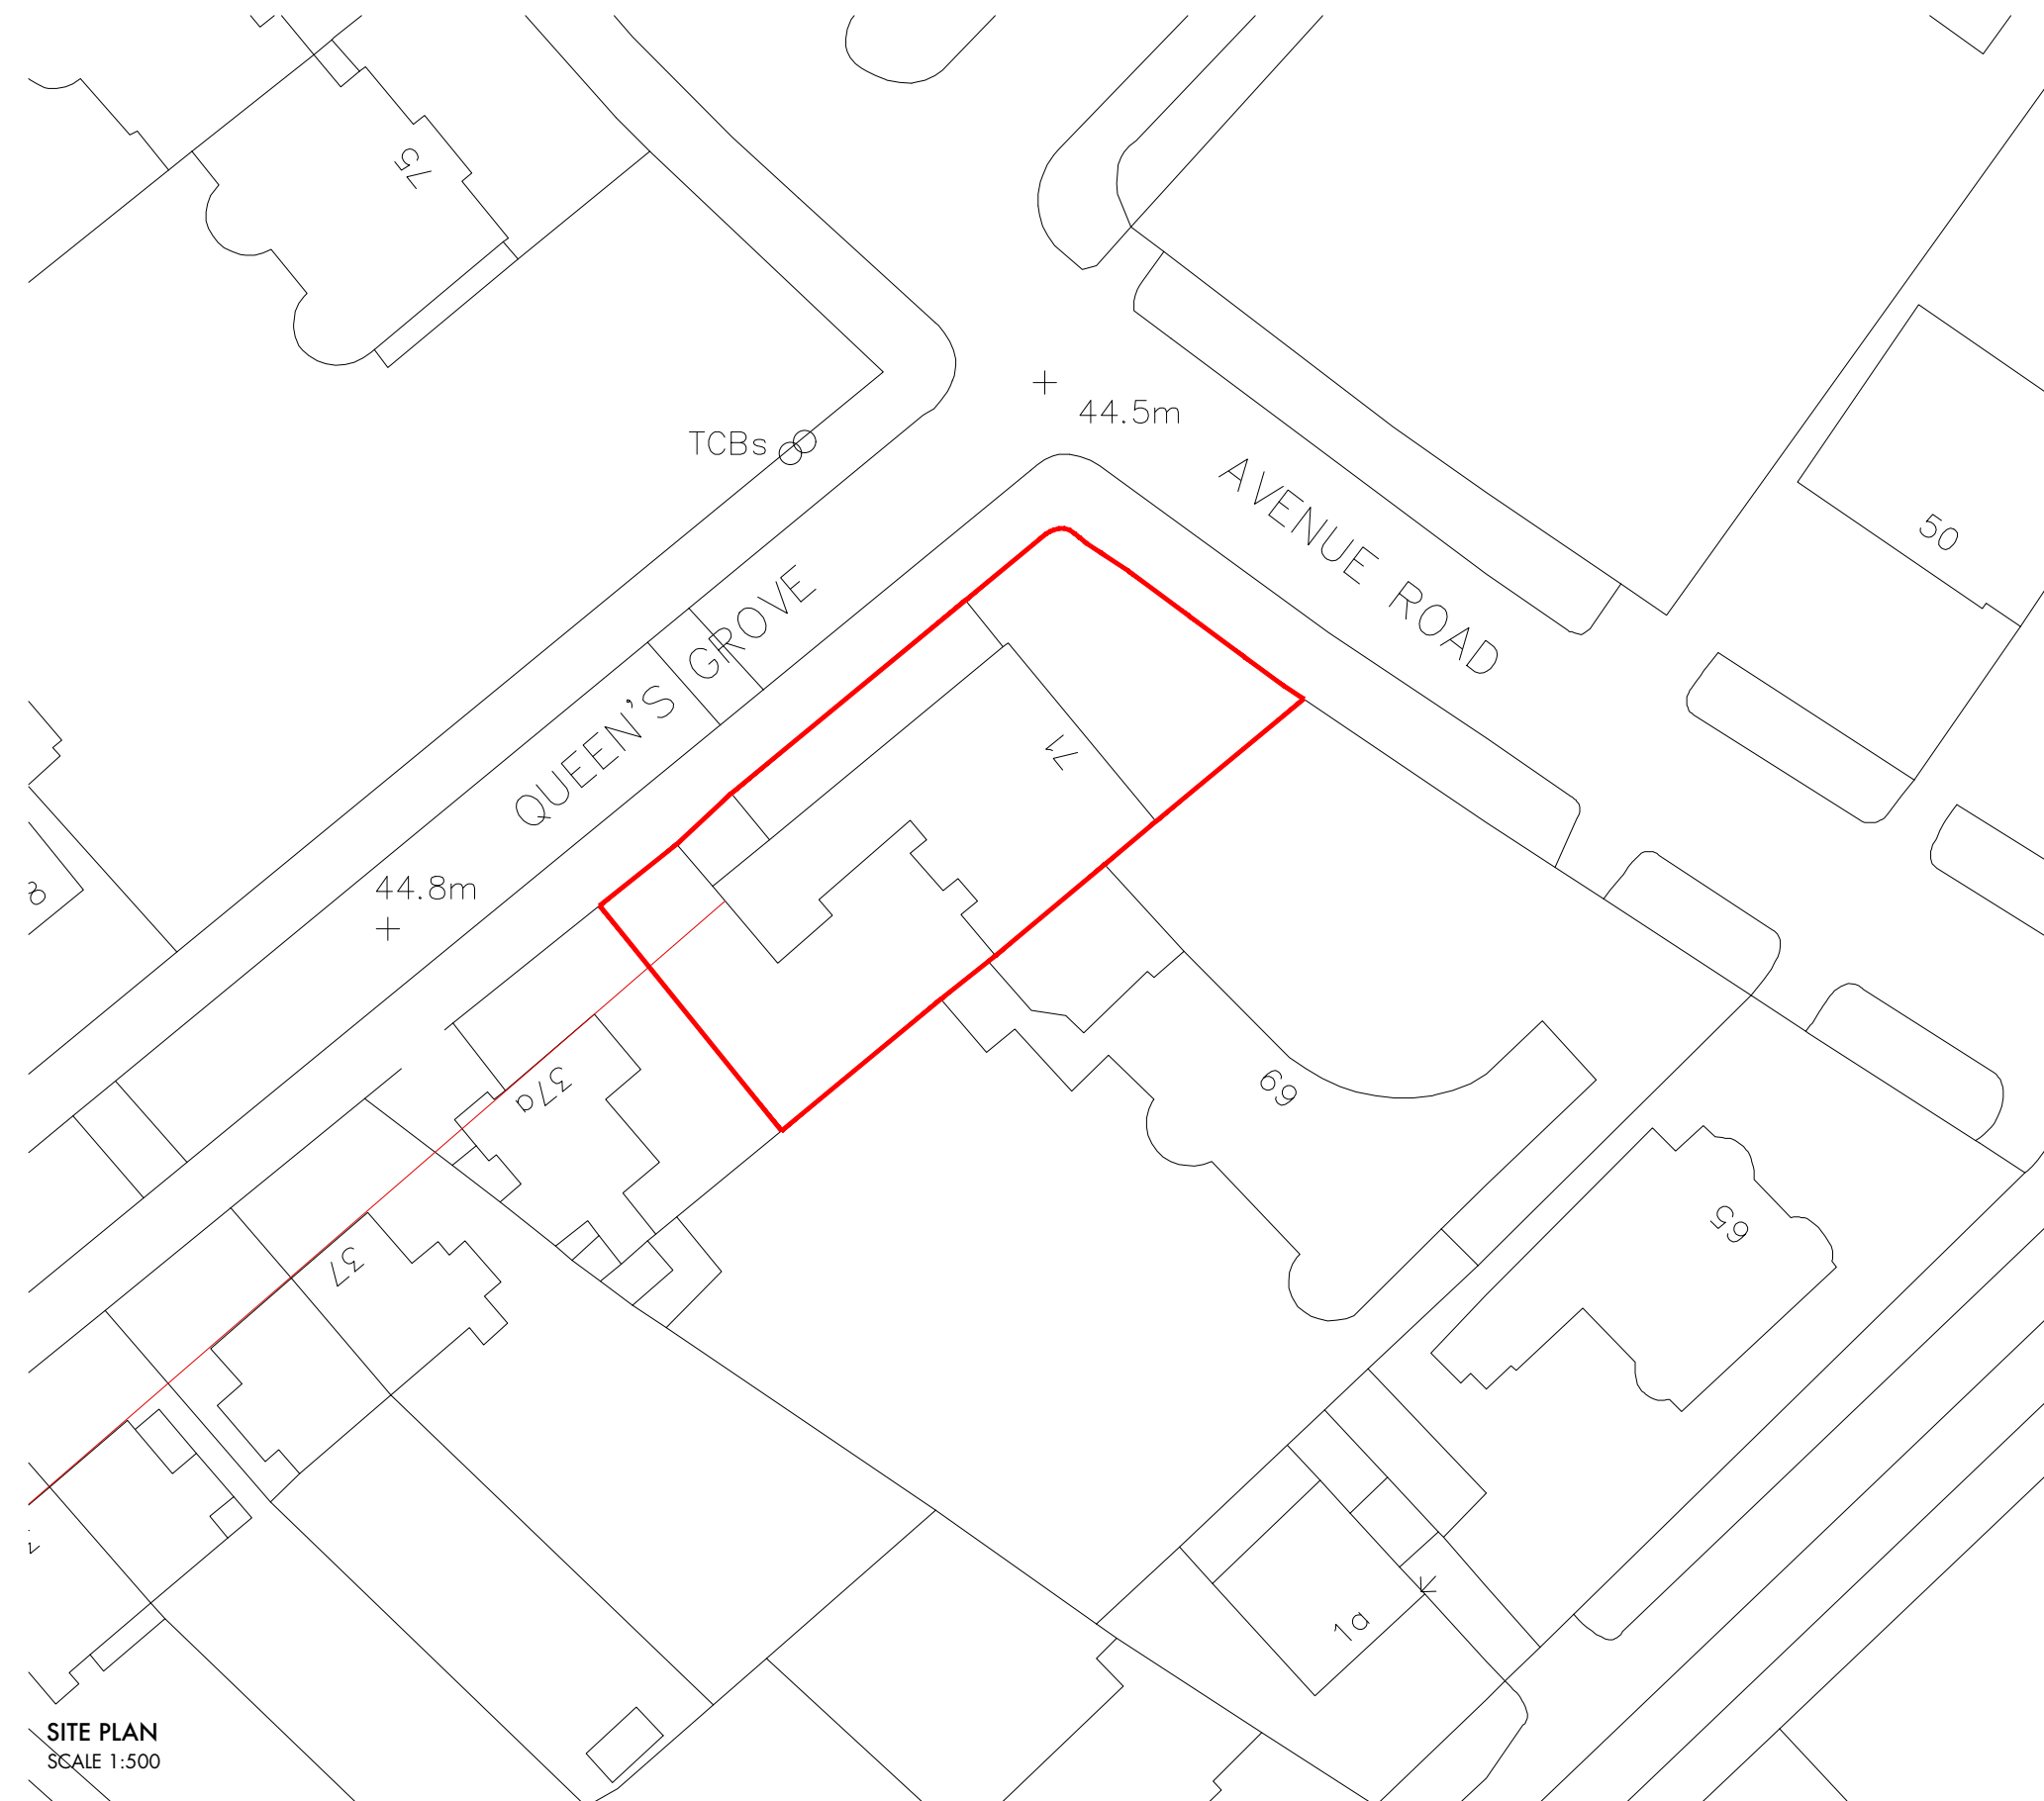 75
44.5m
TCBs
AVENUE ROAD
50
QUEEN'S GROVE
71
44.8m
37a
69
65
37
1a
SITE PLAN
SCALE 1:500